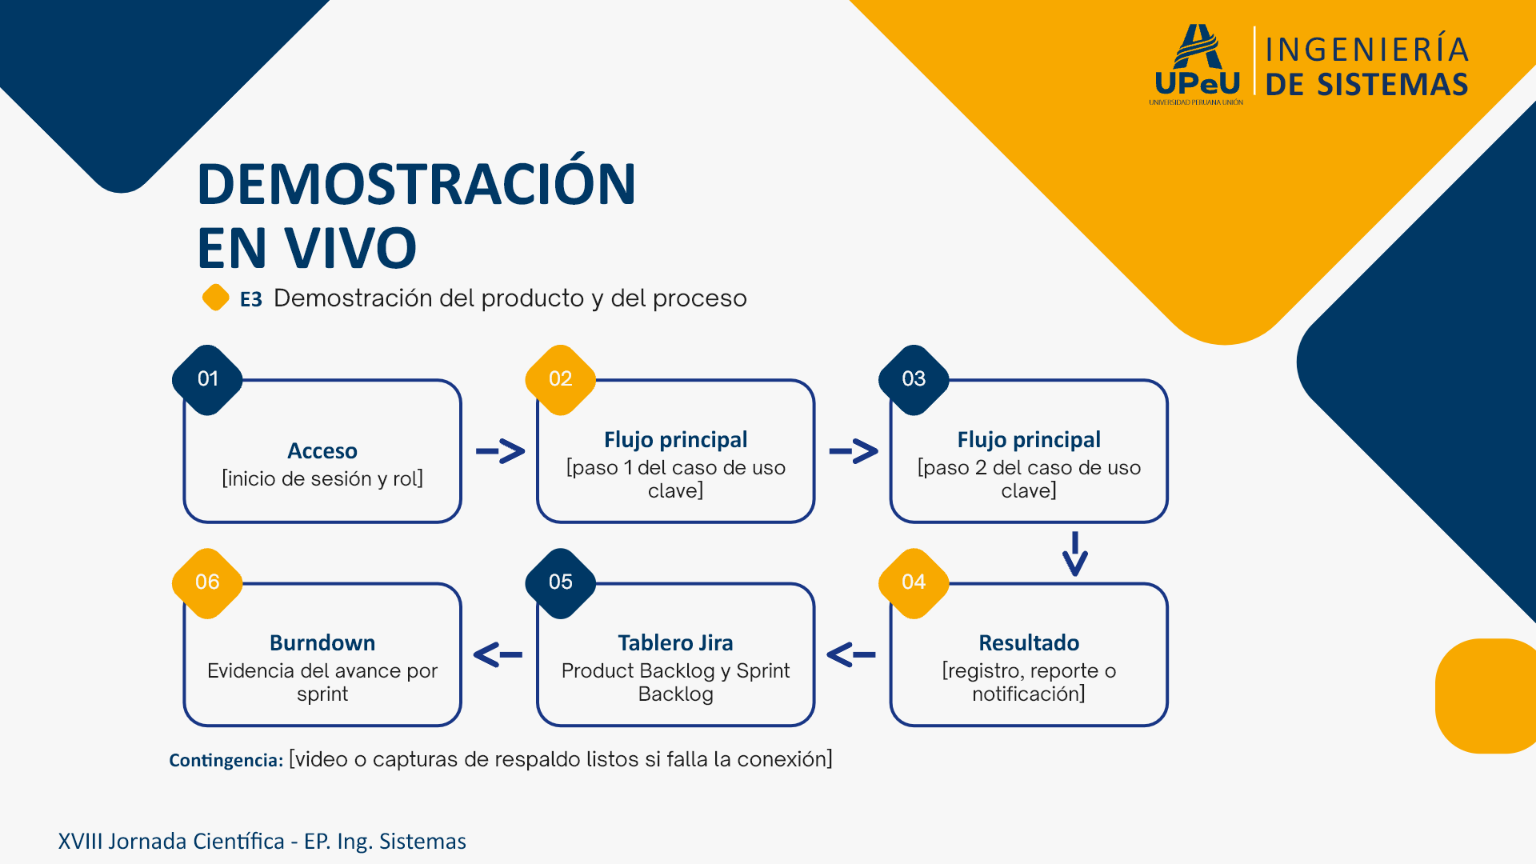 UPeU
UNIVERSIDAD PERUANA UNIÓN
INGENIERÍA
DE SISTEMAS
DEMOSTRACIÓN
EN VIVO
E3 Demostración del producto y del proceso
01
Acceso
[inicio de sesión y rol]
02
Flujo principal
[paso 1 del caso de uso
clave]
03
Flujo principal
[paso 2 del caso de uso
clave]
04
Resultado
[registro, reporte o
notificación]
05
Tablero Jira
Product Backlog y Sprint
Backlog
06
Burndown
Evidencia del avance por
sprint
Contingencia: [video o capturas de respaldo listos si falla la conexión]
XVIII Jornada Científica - EP. Ing. Sistemas